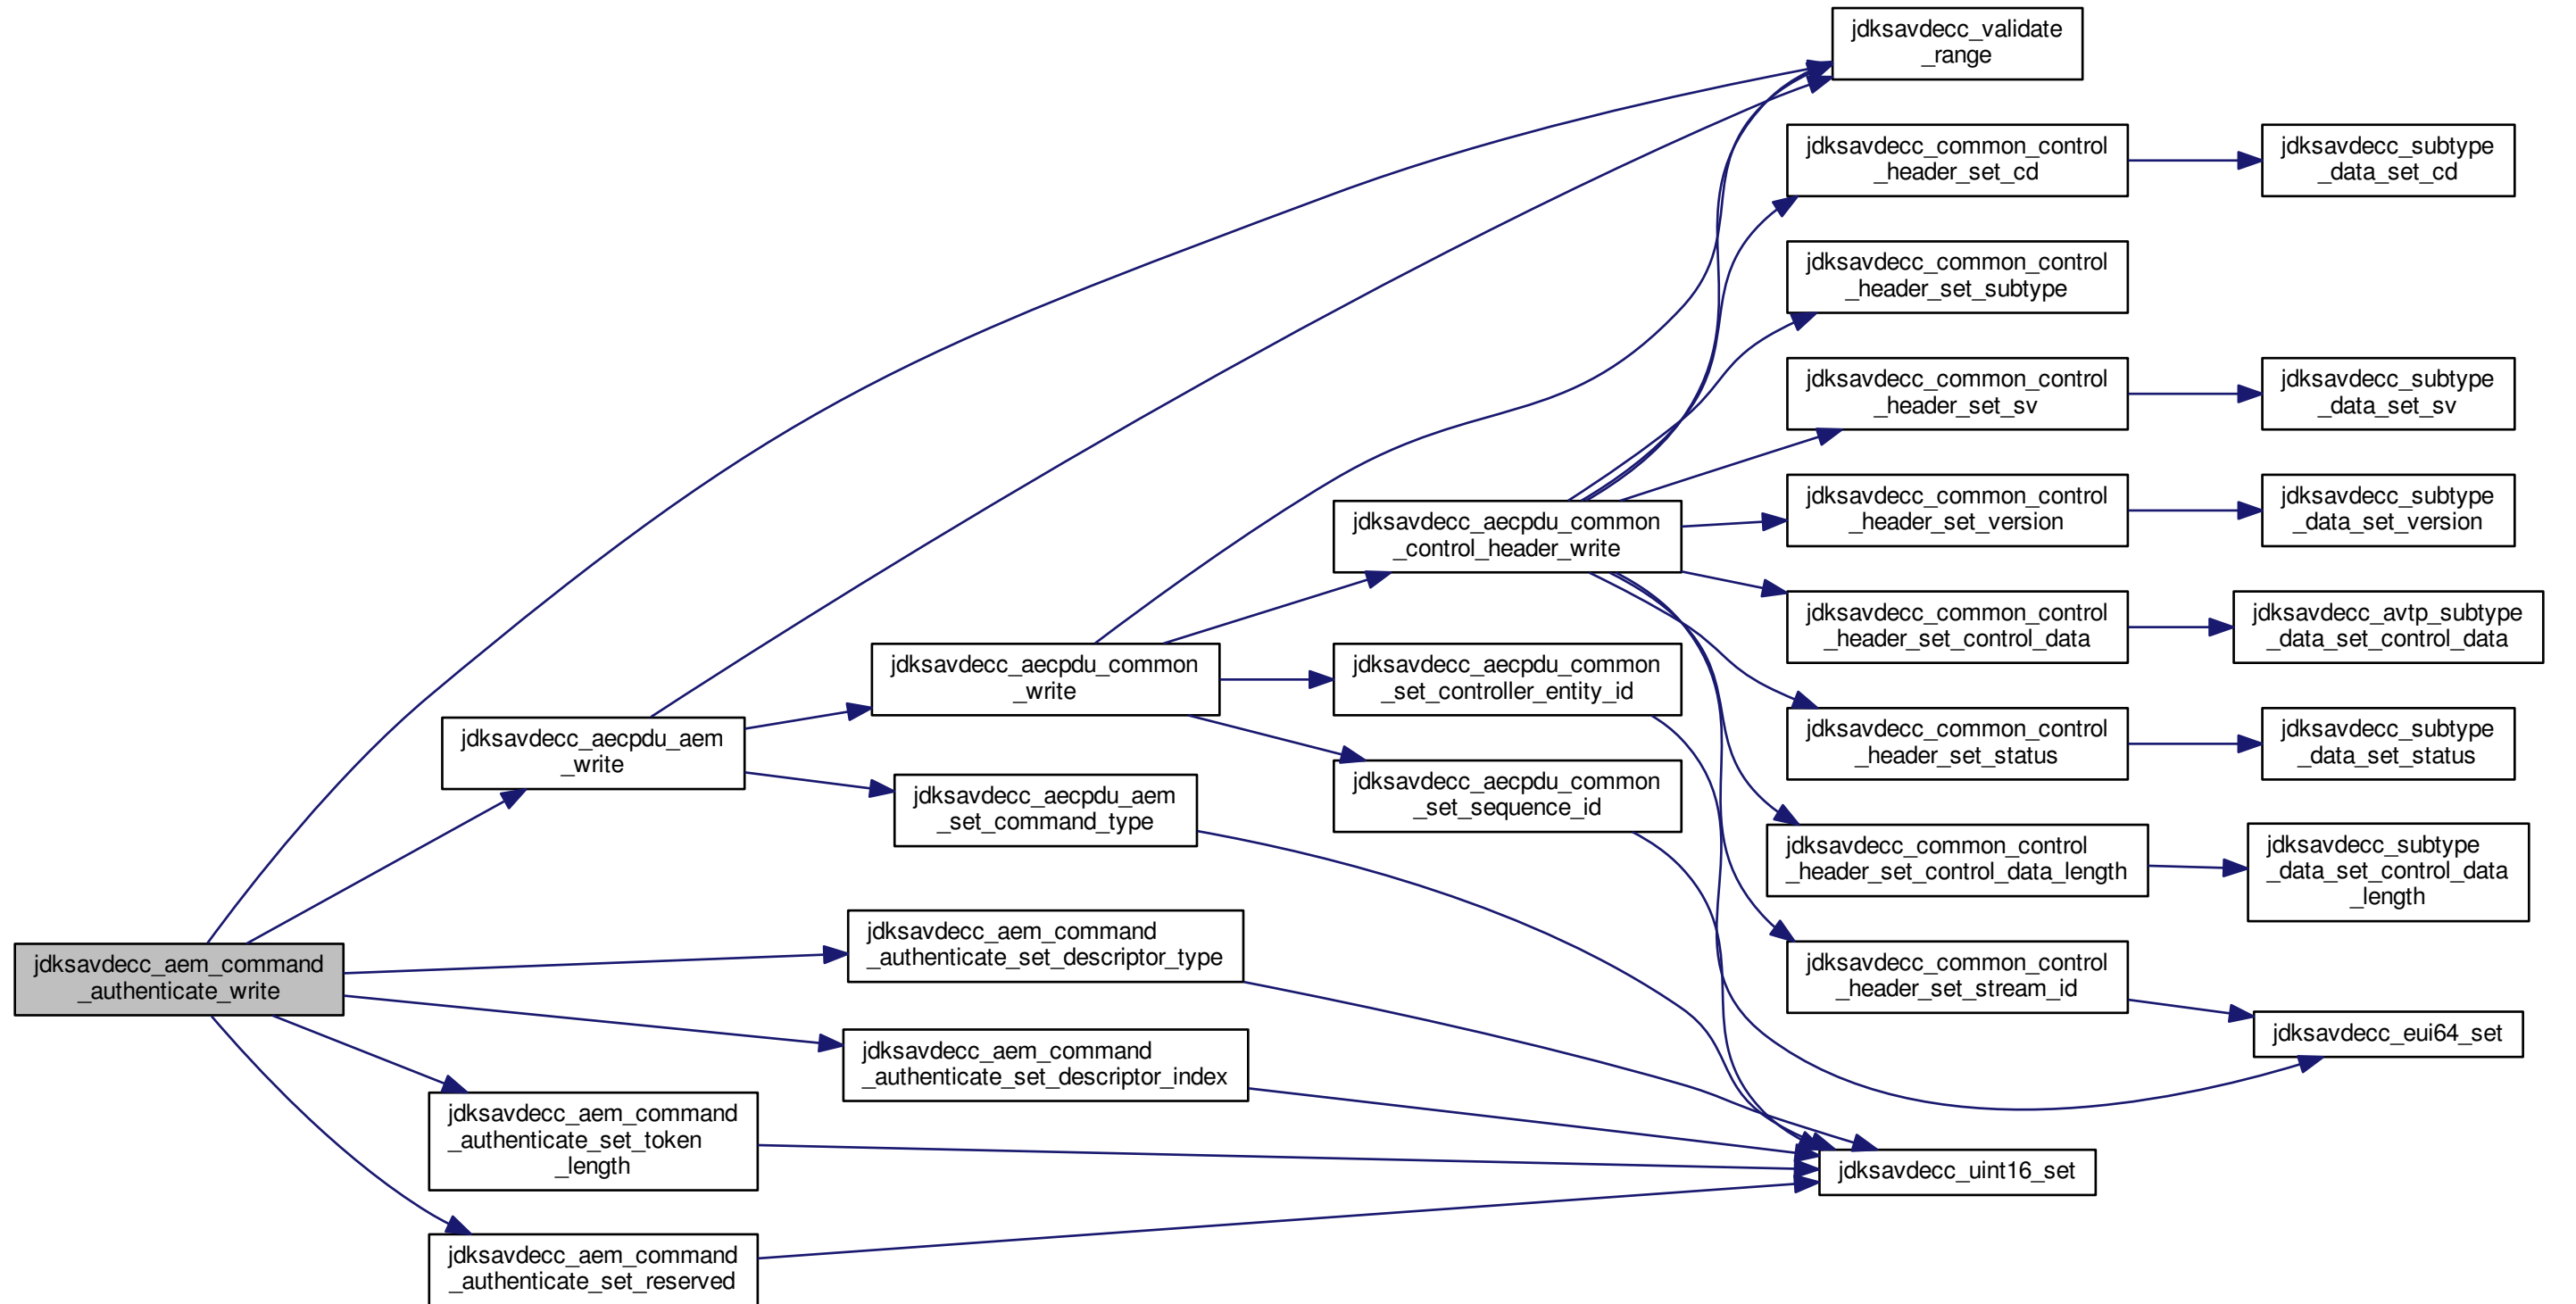 jdksavdecc_validate
_range
jdksavdecc_common_control
_header_set_cd
jdksavdecc_subtype
_data_set_cd
jdksavdecc_common_control
_header_set_subtype
jdksavdecc_common_control
_header_set_sv
jdksavdecc_subtype
_data_set_sv
jdksavdecc_common_control
_header_set_version
jdksavdecc_subtype
_data_set_version
jdksavdecc_aecpdu_common
_control_header_write
jdksavdecc_common_control
_header_set_control_data
jdksavdecc_avtp_subtype
_data_set_control_data
jdksavdecc_aecpdu_common
_write
jdksavdecc_aecpdu_common
_set_controller_entity_id
jdksavdecc_aecpdu_aem
_write
jdksavdecc_common_control
_header_set_status
jdksavdecc_subtype
_data_set_status
jdksavdecc_aecpdu_aem
_set_command_type
jdksavdecc_aecpdu_common
_set_sequence_id
jdksavdecc_common_control
_header_set_control_data_length
jdksavdecc_subtype
_data_set_control_data
_length
jdksavdecc_aem_command
_authenticate_write
jdksavdecc_aem_command
_authenticate_set_descriptor_type
jdksavdecc_common_control
_header_set_stream_id
jdksavdecc_eui64_set
jdksavdecc_aem_command
_authenticate_set_descriptor_index
jdksavdecc_aem_command
_authenticate_set_token
_length
jdksavdecc_uint16_set
jdksavdecc_aem_command
_authenticate_set_reserved